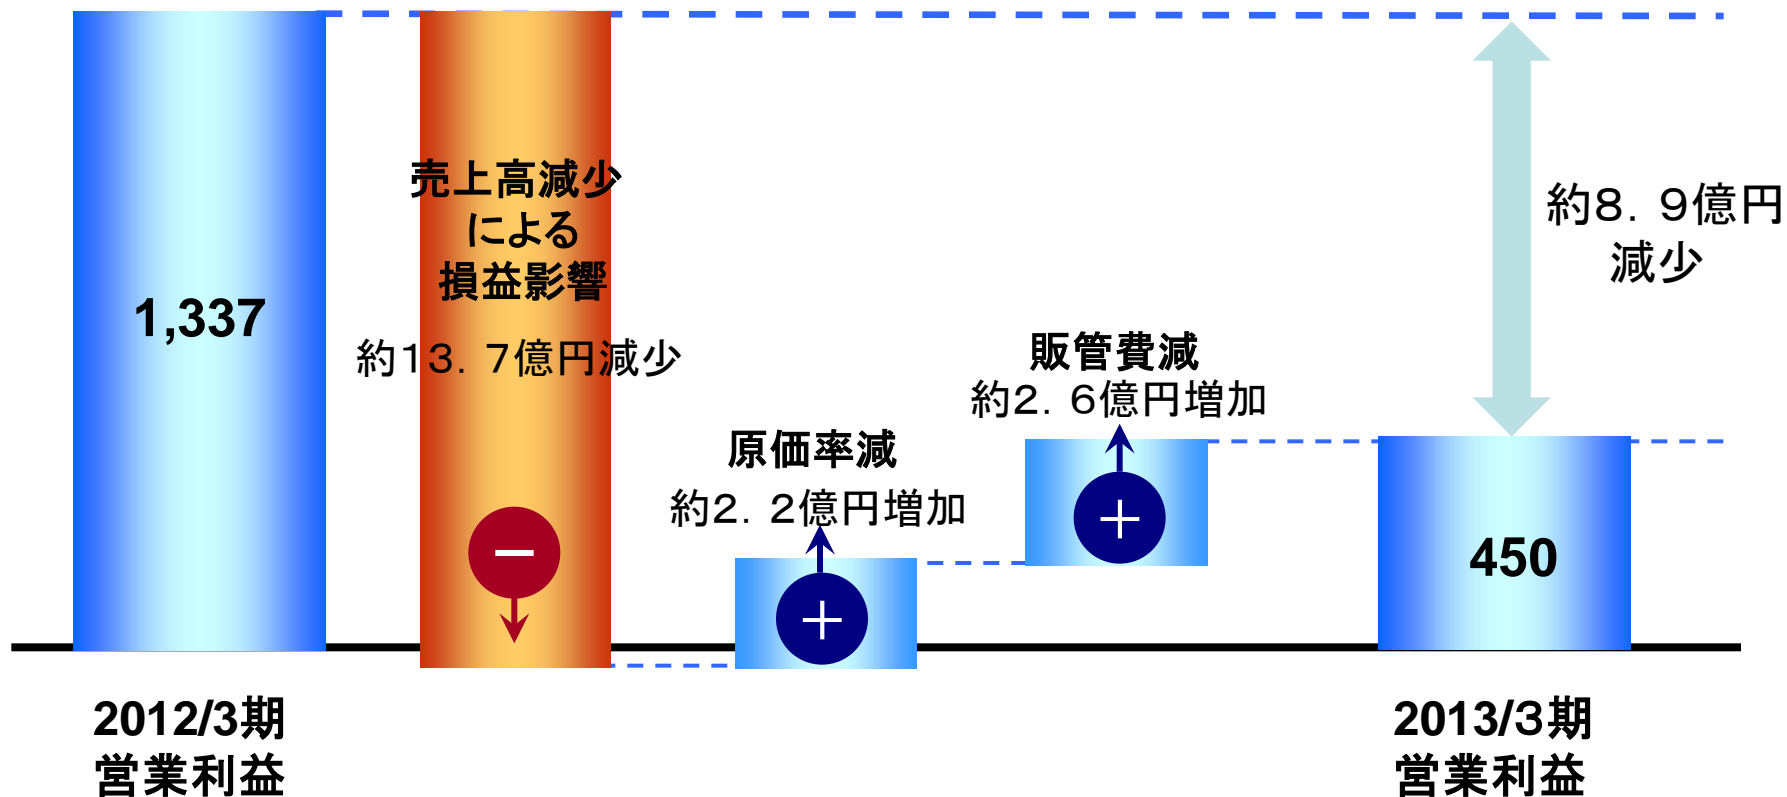 1,337
売上高減少
による
損益影響
約13．7億円減少
－
原価率減
約2．2億円増加
＋
販管費減
約2．6億円増加
＋
約8．9億円
減少
450
2012/3期
営業利益
2013/３期
営業利益